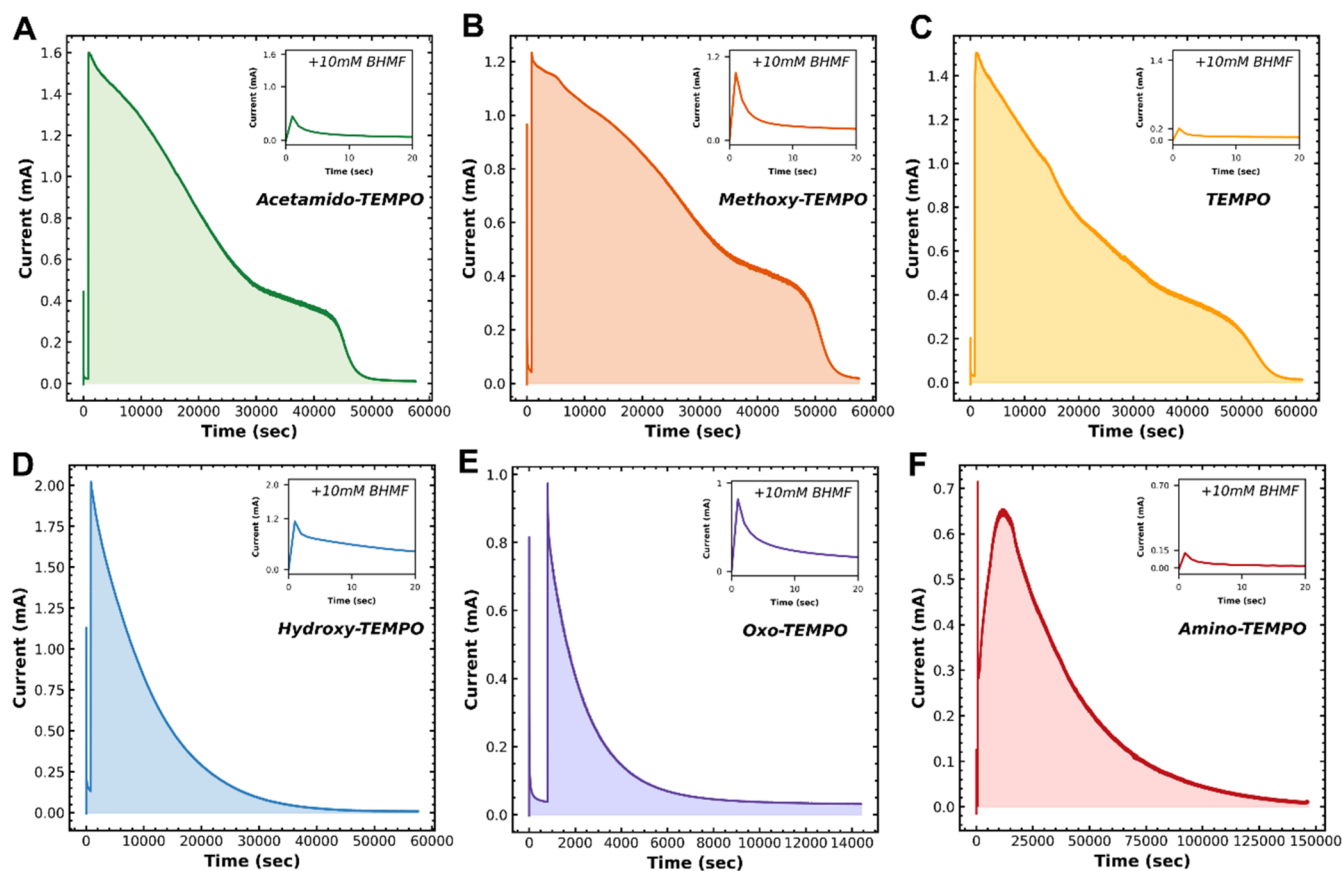 A
1.6
1.4
1.2
1.0
0.8
0.6
0.4
0.2
0.0
Current (mA)
0 10000 20000 30000 40000 50000 60000
Time (sec)
+10mM BHMF
1.6
1.0
0.0
Current (mA)
0 10 20
Time (sec)
Acetamido-TEMPO
B
1.2
1.0
0.8
0.6
0.4
0.2
0.0
Current (mA)
0 10000 20000 30000 40000 50000 60000
Time (sec)
+10mM BHMF
1.2
0.0
Current (mA)
0 10 20
Time (sec)
Methoxy-TEMPO
C
1.4
1.2
1.0
0.8
0.6
0.4
0.2
0.0
Current (mA)
0 10000 20000 30000 40000 50000 60000
Time (sec)
+10mM BHMF
1.4
0.2
0.0
Current (mA)
0 10 20
Time (sec)
TEMPO
D
2.00
1.75
1.50
1.25
1.00
0.75
0.50
0.25
0.00
Current (mA)
0 10000 20000 30000 40000 50000 60000
Time (sec)
+10mM BHMF
2.0
1.2
0.0
Current (mA)
0 10 20
Time (sec)
Hydroxy-TEMPO
E
1.0
0.8
0.6
0.4
0.2
0.0
Current (mA)
0 2000 4000 6000 8000 10000 12000 14000
Time (sec)
+10mM BHMF
1
0
Current (mA)
0 10 20
Time (sec)
Oxo-TEMPO
F
0.7
0.6
0.5
0.4
0.3
0.2
0.1
0.0
Current (mA)
0 25000 50000 75000 100000 125000 150000
Time (sec)
+10mM BHMF
0.70
0.15
0.00
Current (mA)
0 10 20
Time (sec)
Amino-TEMPO